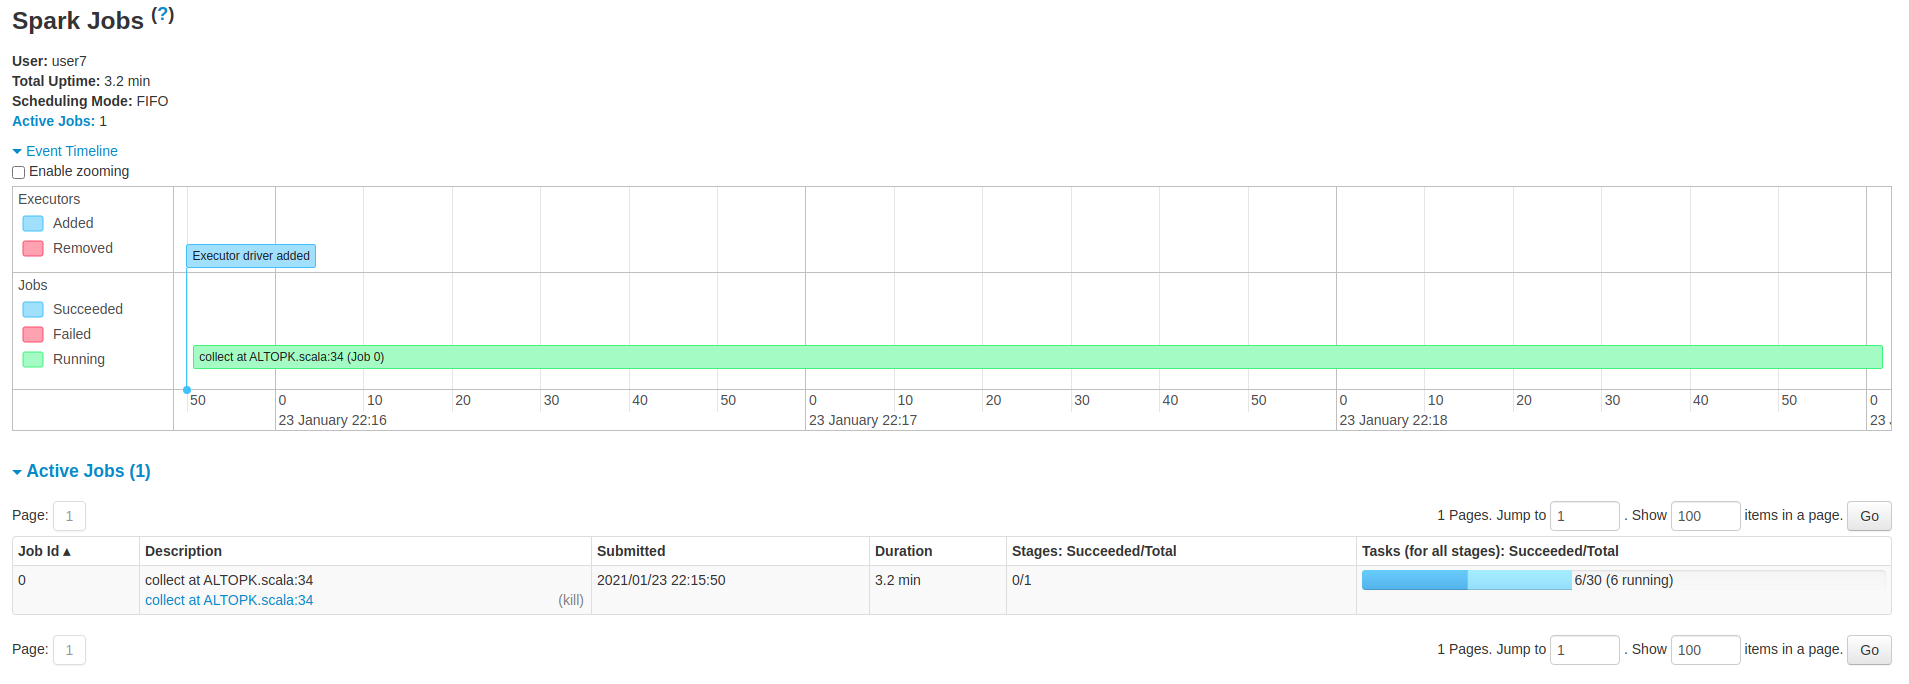 Spark Jobs (?)
User: user7
Total Uptime: 3.2 min
Scheduling Mode: FIFO
Active Jobs: 1
Event Timeline
Enable zooming
Executors
Added
Removed
Executor driver added
Jobs
Succeeded
Failed
Running
collect at ALTOPK.scala:34 (Job 0)
50 0 10 20 30 40 50 0 10 20 30 40 50 0 10 20 30 40 50 0
23 January 22:16 23 January 22:17 23 January 22:18 23
Active Jobs (1)
Page: 1 1 Pages. Jump to 1 . Show 100 items in a page. Go
Job Id▲ Description Submitted Duration Stages: Succeeded/Total Tasks (for all stages): Succeeded/Total
0 collect at ALTOPK.scala:34 2021/01/23 22:15:50 3.2 min 0/1 6/30 (6 running)
collect at ALTOPK.scala:34 (kill)
Page: 1 1 Pages. Jump to 1 . Show 100 items in a page. Go